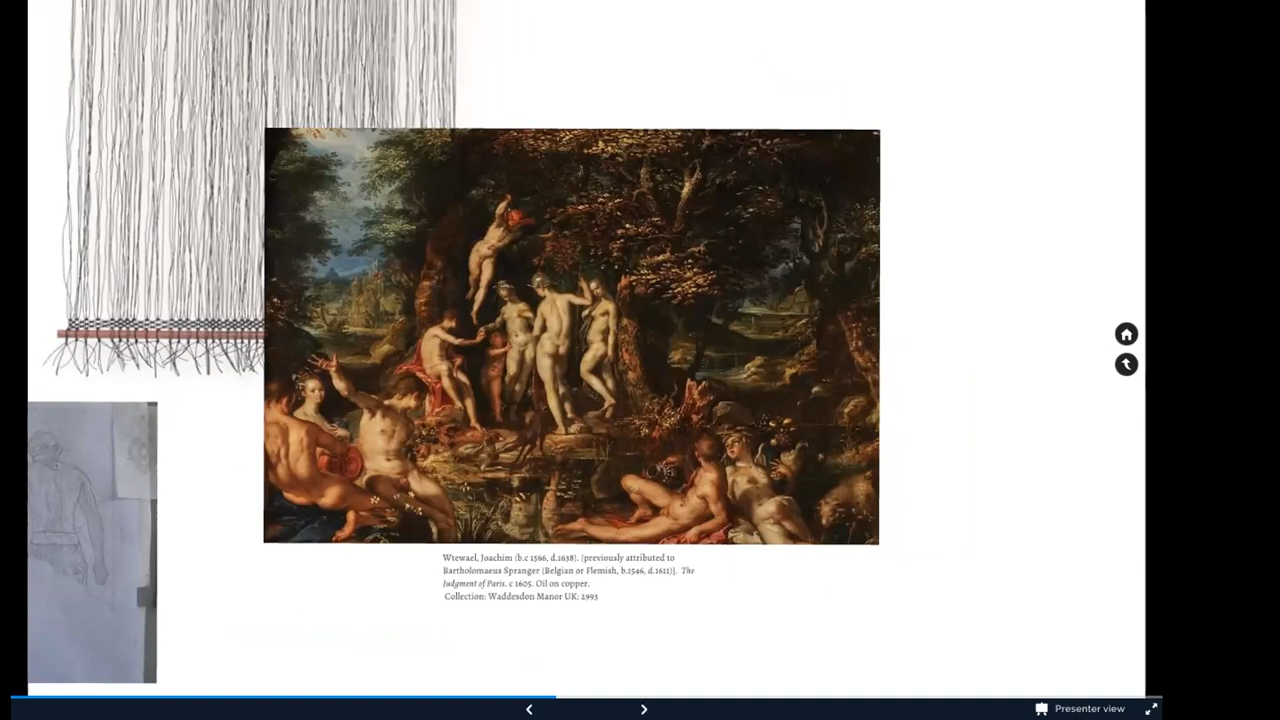 Wtewael, Joachim (b.c 1566, d.1638). [previously attributed to
Bartholomaeus Spranger (Belgian or Flemish, b.1546, d.1611)]. The
Judgment of Paris, c 1605. Oil on copper.
Collection: Waddesdon Manor UK: 2993
Presenter view